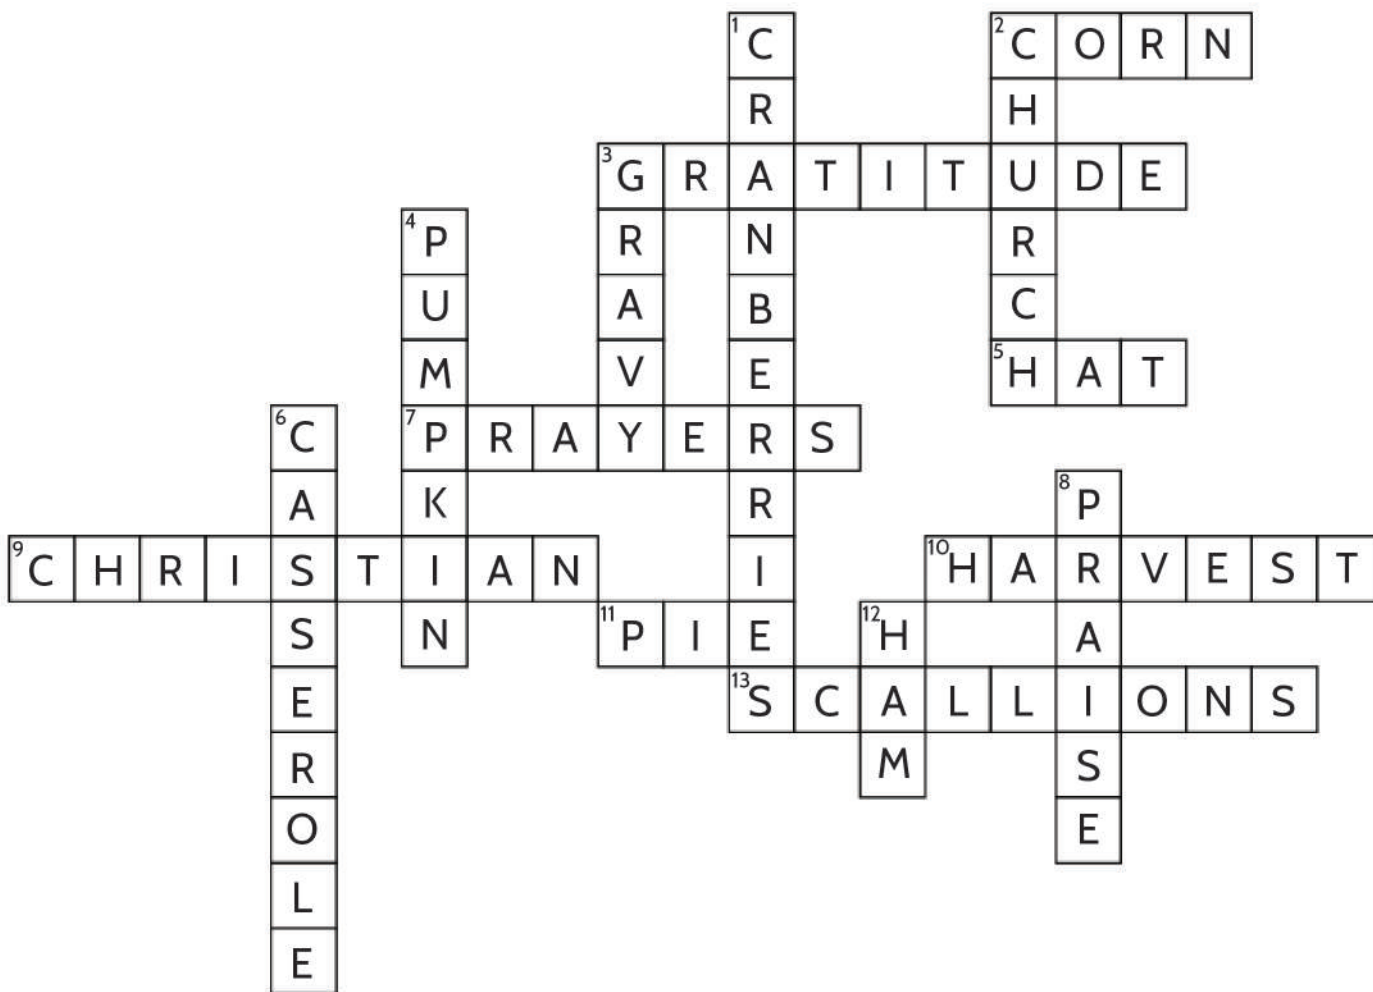 1 C 2 C O R N
R H
3 G R A T I T U D E
4 P R N R
U A B C
M V E 5 H A T
6 C 7 P R A Y E R S
A K R 8 P
9 C H R I S T I A N I 10 H A R V E S T
S N 11 P I E 12 H A
E 13 S C A L L I O N S
R M S
O E
L
E